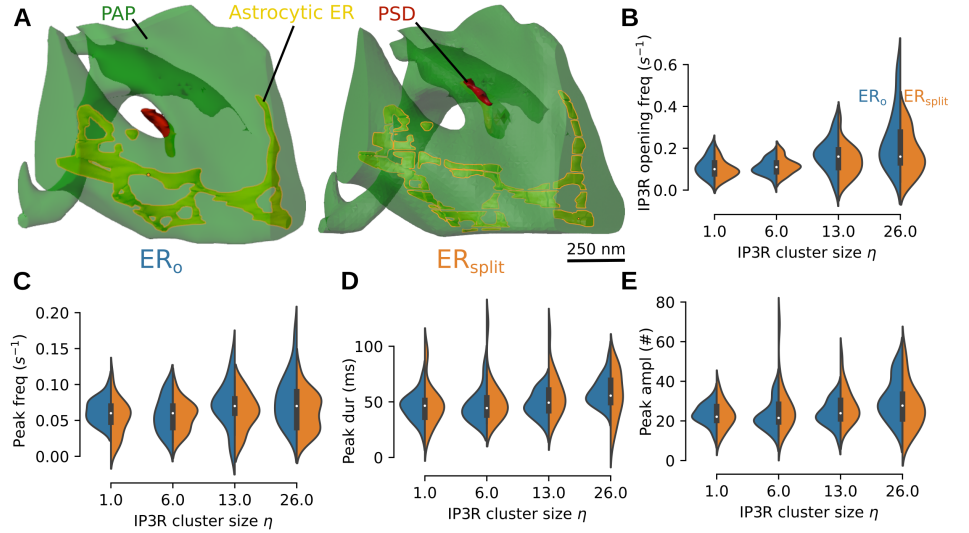 A
PAP
Astrocytic ER
PSD
ERo
ERsplit
250 nm
B
IP3R opening freq (s⁻¹)
0.6
0.4
0.2
0.0
ERo
ERsplit
1.0 6.0 13.0 26.0
IP3R cluster size η
C
Peak freq (s⁻¹)
0.20
0.15
0.10
0.05
0.00
1.0 6.0 13.0 26.0
IP3R cluster size η
D
Peak dur (ms)
100
50
0
1.0 6.0 13.0 26.0
IP3R cluster size η
E
Peak ampl (#)
80
60
40
20
0
1.0 6.0 13.0 26.0
IP3R cluster size η